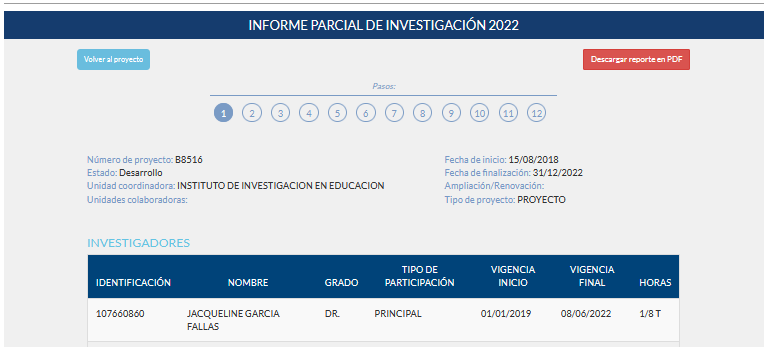 INFORME PARCIAL DE INVESTIGACIÓN 2022
Volver al proyecto
Descargar reporte en PDF
Pasos:
1 2 3 4 5 6 7 8 9 10 11 12
Número de proyecto: B8516
Fecha de inicio: 15/08/2018
Estado: Desarrollo
Fecha de finalización: 31/12/2022
Unidad coordinadora: INSTITUTO DE INVESTIGACION EN EDUCACION
Ampliación/Renovación:
Unidades colaboradoras:
Tipo de proyecto: PROYECTO
INVESTIGADORES
IDENTIFICACIÓN NOMBRE GRADO TIPO DE PARTICIPACIÓN VIGENCIA INICIO VIGENCIA FINAL HORAS
107660860 JACQUELINE GARCIA FALLAS DR. PRINCIPAL 01/01/2019 08/06/2022 1/8 T